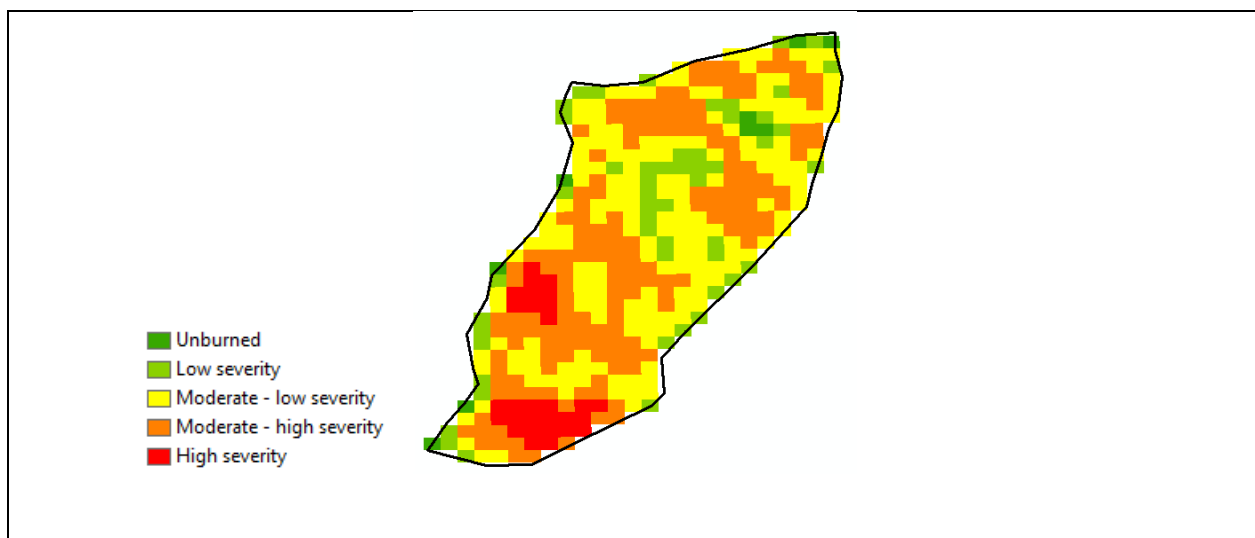 Unburned
Low severity
Moderate - low severity
Moderate - high severity
High severity